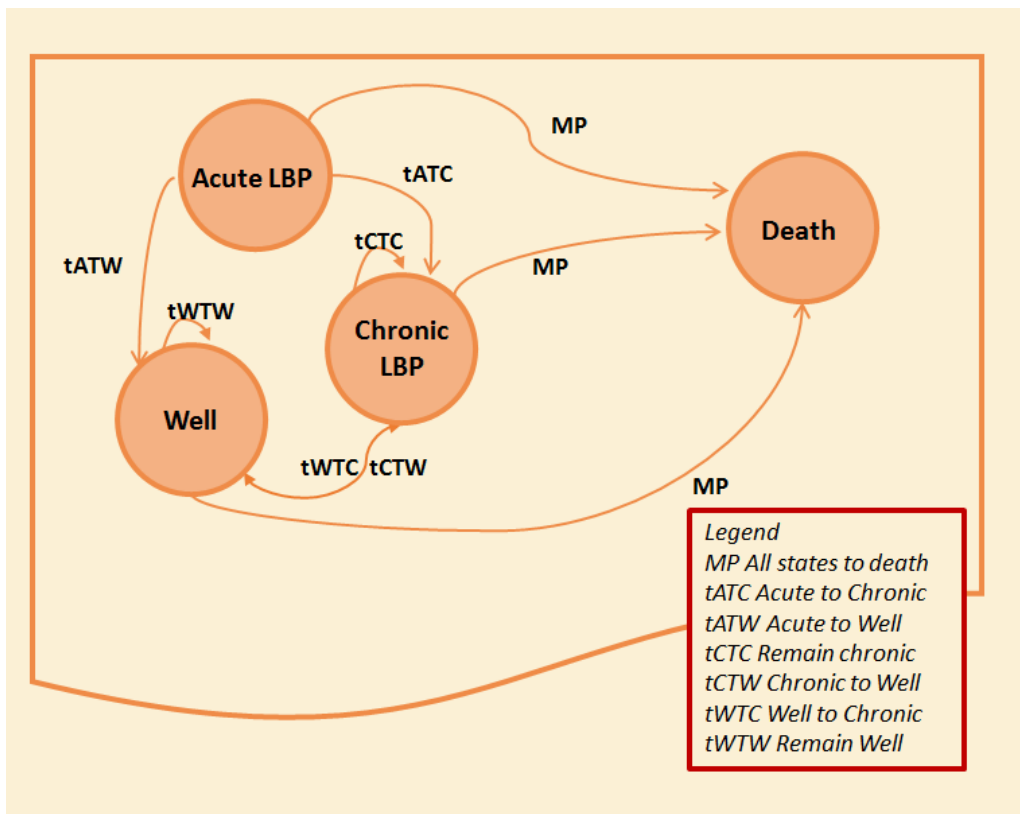 MP
Acute LBP
tATC
Death
tCTC
tATW
MP
tWTW
Chronic
LBP
Well
tWTC tCTW
MP
Legend
MP All states to death
tATC Acute to Chronic
tATW Acute to Well
tCTC Remain chronic
tCTW Chronic to Well
tWTC Well to Chronic
tWTW Remain Well